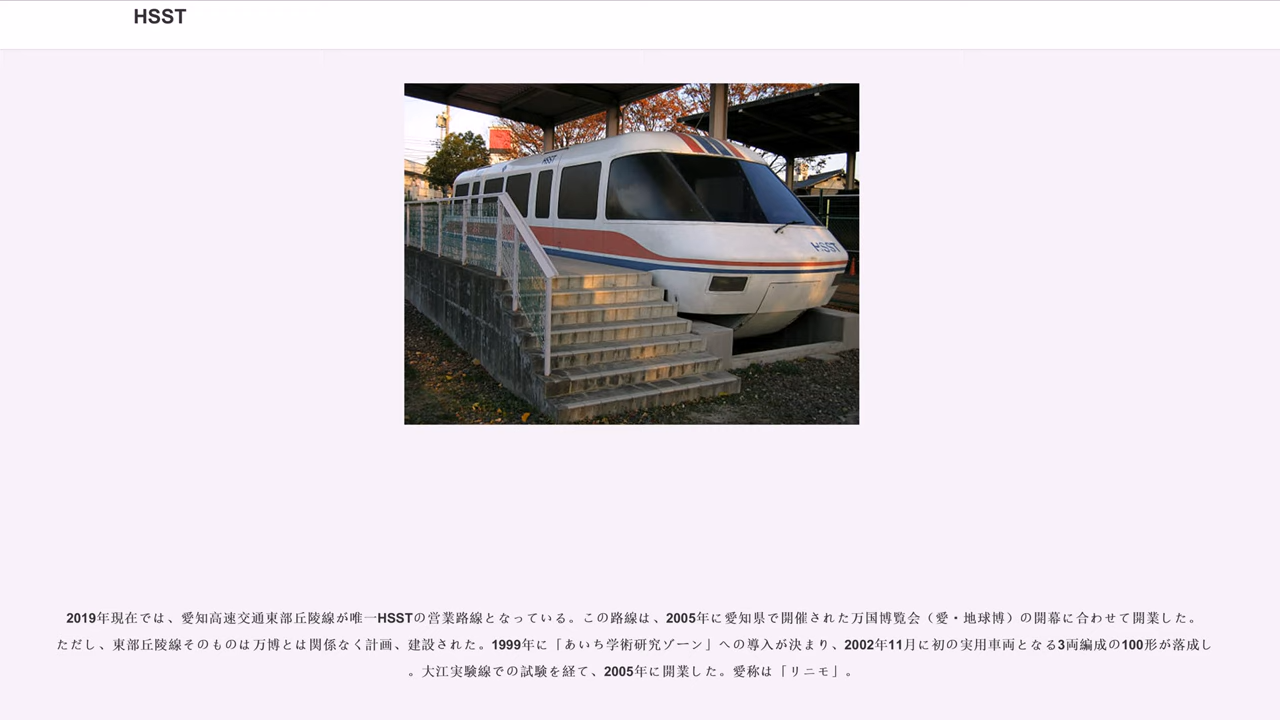 HSST
HSST
HSST
2019年現在では、愛知高速交通東部丘陵線が唯一HSSTの営業路線となっている。この路線は、2005年に愛知県で開催された万国博覧会（愛・地球博）の開幕に合わせて開業した。
ただし、東部丘陵線そのものは万博とは関係なく計画、建設された。1999年に「あいち学術研究ゾーン」への導入が決まり、2002年11月に初の実用車両となる3両編成の100形が落成し
。大江実験線での試験を経て、2005年に開業した。愛称は「リニモ」。